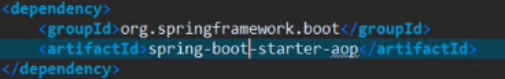 <dependency>
<groupId>org.springframework.boot</groupId>
<artifactId>spring-boot-starter-aop</artifactId>
</dependency>